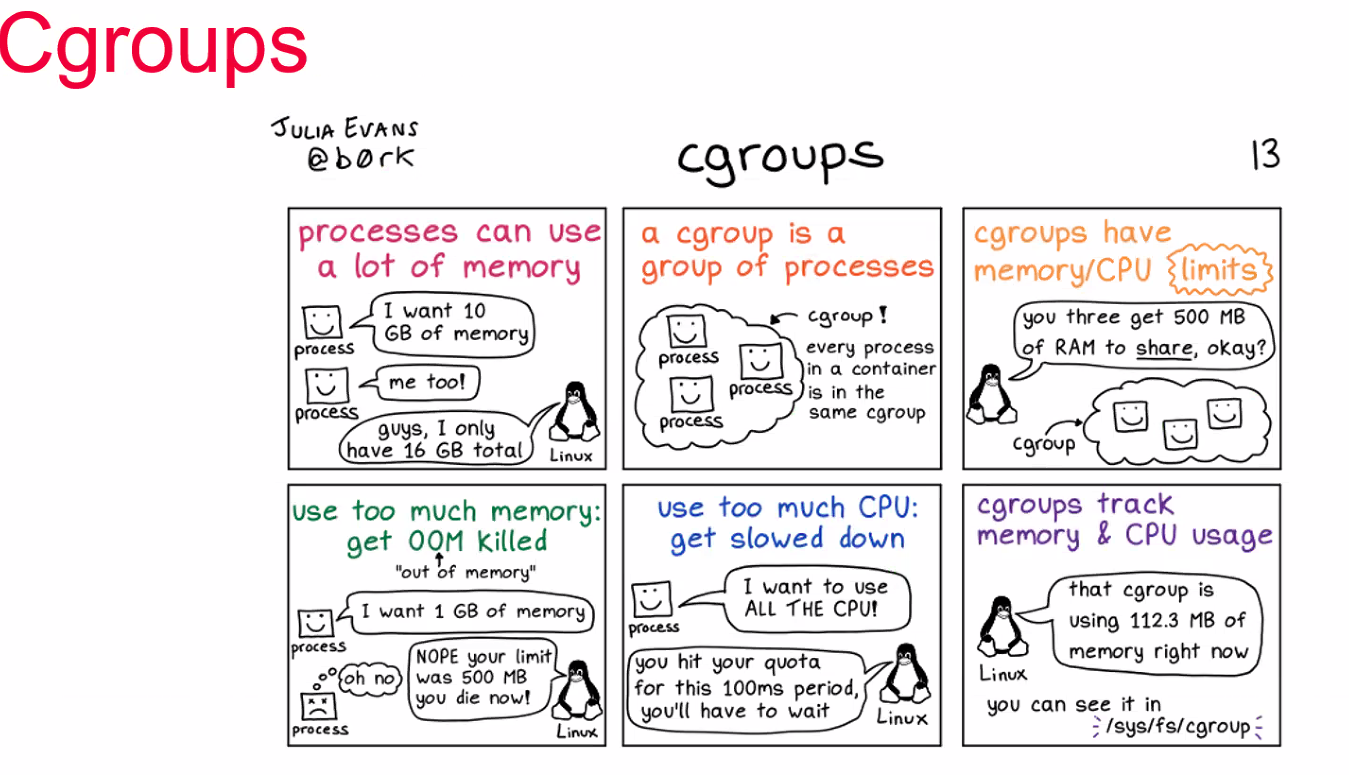 Cgroups
JULIA EVANS
@b0rk
cgroups
13
processes can use
a lot of memory
I want 10
GB of memory
process
me too!
process
guys, I only
have 16 GB total
Linux
a cgroup is a
group of processes
cgroup!
process
process
process
every process
in a container
is in the
same cgroup
cgroups have
memory/CPU limits
you three get 500 MB
of RAM to share, okay?
cgroup
use too much memory:
get OOM killed
"out of memory"
I want 1 GB of memory
process
NOPE your limit
was 500 MB
you die now!
oh no
process
Linux
use too much CPU:
get slowed down
I want to use
ALL THE CPU!
process
you hit your quota
for this 100ms period,
you'll have to wait
Linux
cgroups track
memory & CPU usage
that cgroup is
using 112.3 MB of
memory right now
Linux
you can see it in
/sys/fs/cgroup